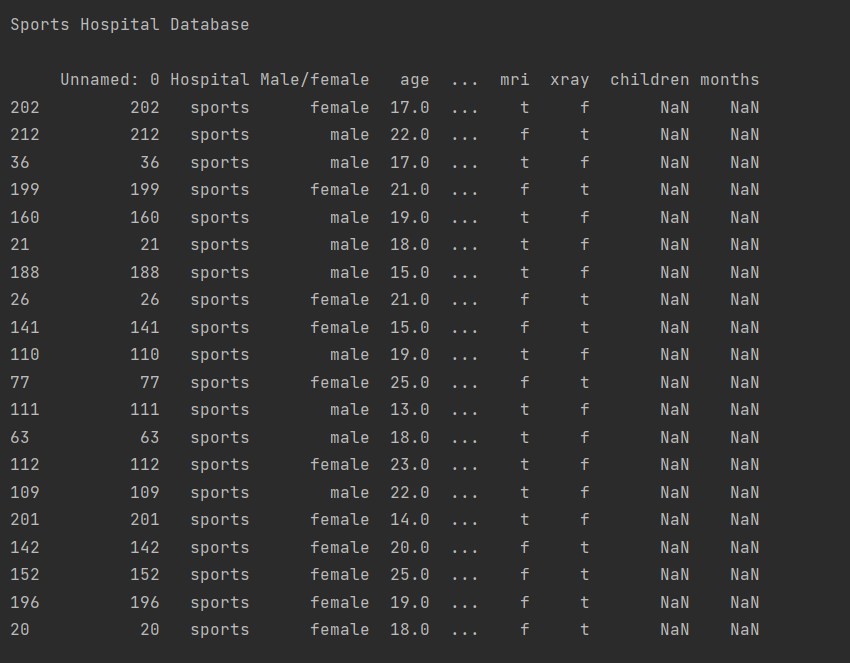 Sports Hospital Database
Unnamed: 0 Hospital Male/female age ... mri xray children months
202 202 sports female 17.0 ... t f NaN NaN
212 212 sports male 22.0 ... f t NaN NaN
36 36 sports male 17.0 ... t f NaN NaN
199 199 sports female 21.0 ... f t NaN NaN
160 160 sports male 19.0 ... t f NaN NaN
21 21 sports male 18.0 ... t f NaN NaN
188 188 sports male 15.0 ... t f NaN NaN
26 26 sports female 21.0 ... f t NaN NaN
141 141 sports female 15.0 ... f t NaN NaN
110 110 sports male 19.0 ... t f NaN NaN
77 77 sports female 25.0 ... f t NaN NaN
111 111 sports male 13.0 ... t f NaN NaN
63 63 sports male 18.0 ... t f NaN NaN
112 112 sports female 23.0 ... t f NaN NaN
109 109 sports male 22.0 ... t f NaN NaN
201 201 sports female 14.0 ... t f NaN NaN
142 142 sports female 20.0 ... f t NaN NaN
152 152 sports female 25.0 ... f t NaN NaN
196 196 sports female 19.0 ... f t NaN NaN
20 20 sports female 18.0 ... f t NaN NaN